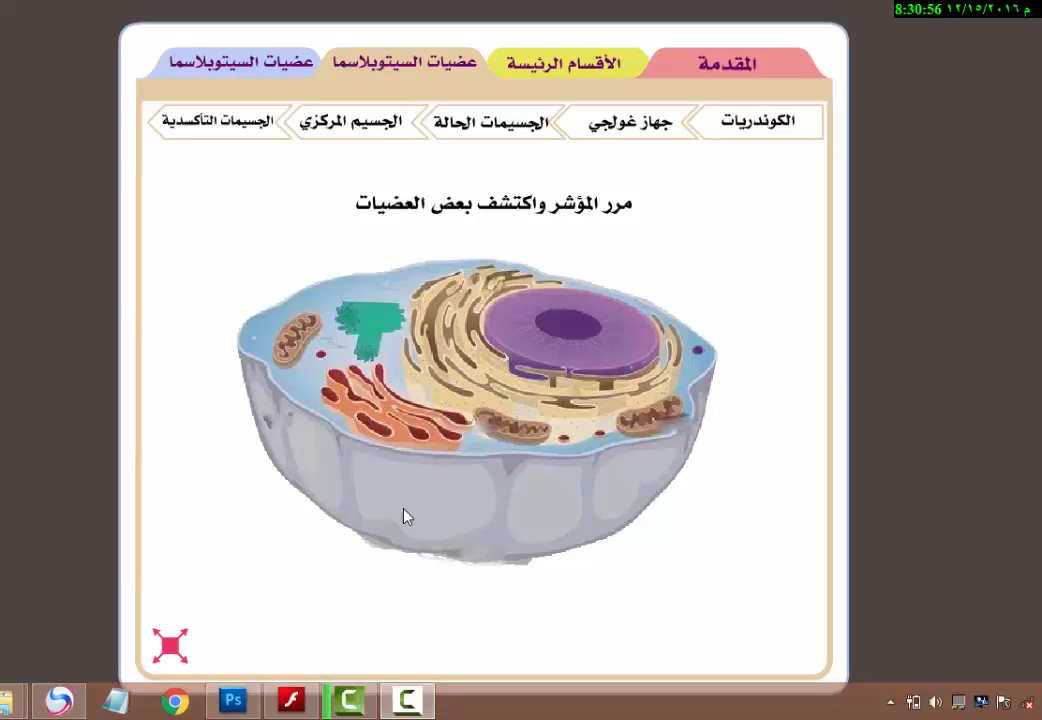 8:30:56 م ١٢/١٥/٢٠١٦
المقدمة
الأقسام الرئيسة
عضيات السيتوبلاسما
عضيات السيتوبلاسما
الكوندريات
جهاز غولجي
الجسيمات الحالة
الجسيم المركزي
الجسيمات التأكسدية
مرر المؤشر واكتشف بعض العضيات
Ps